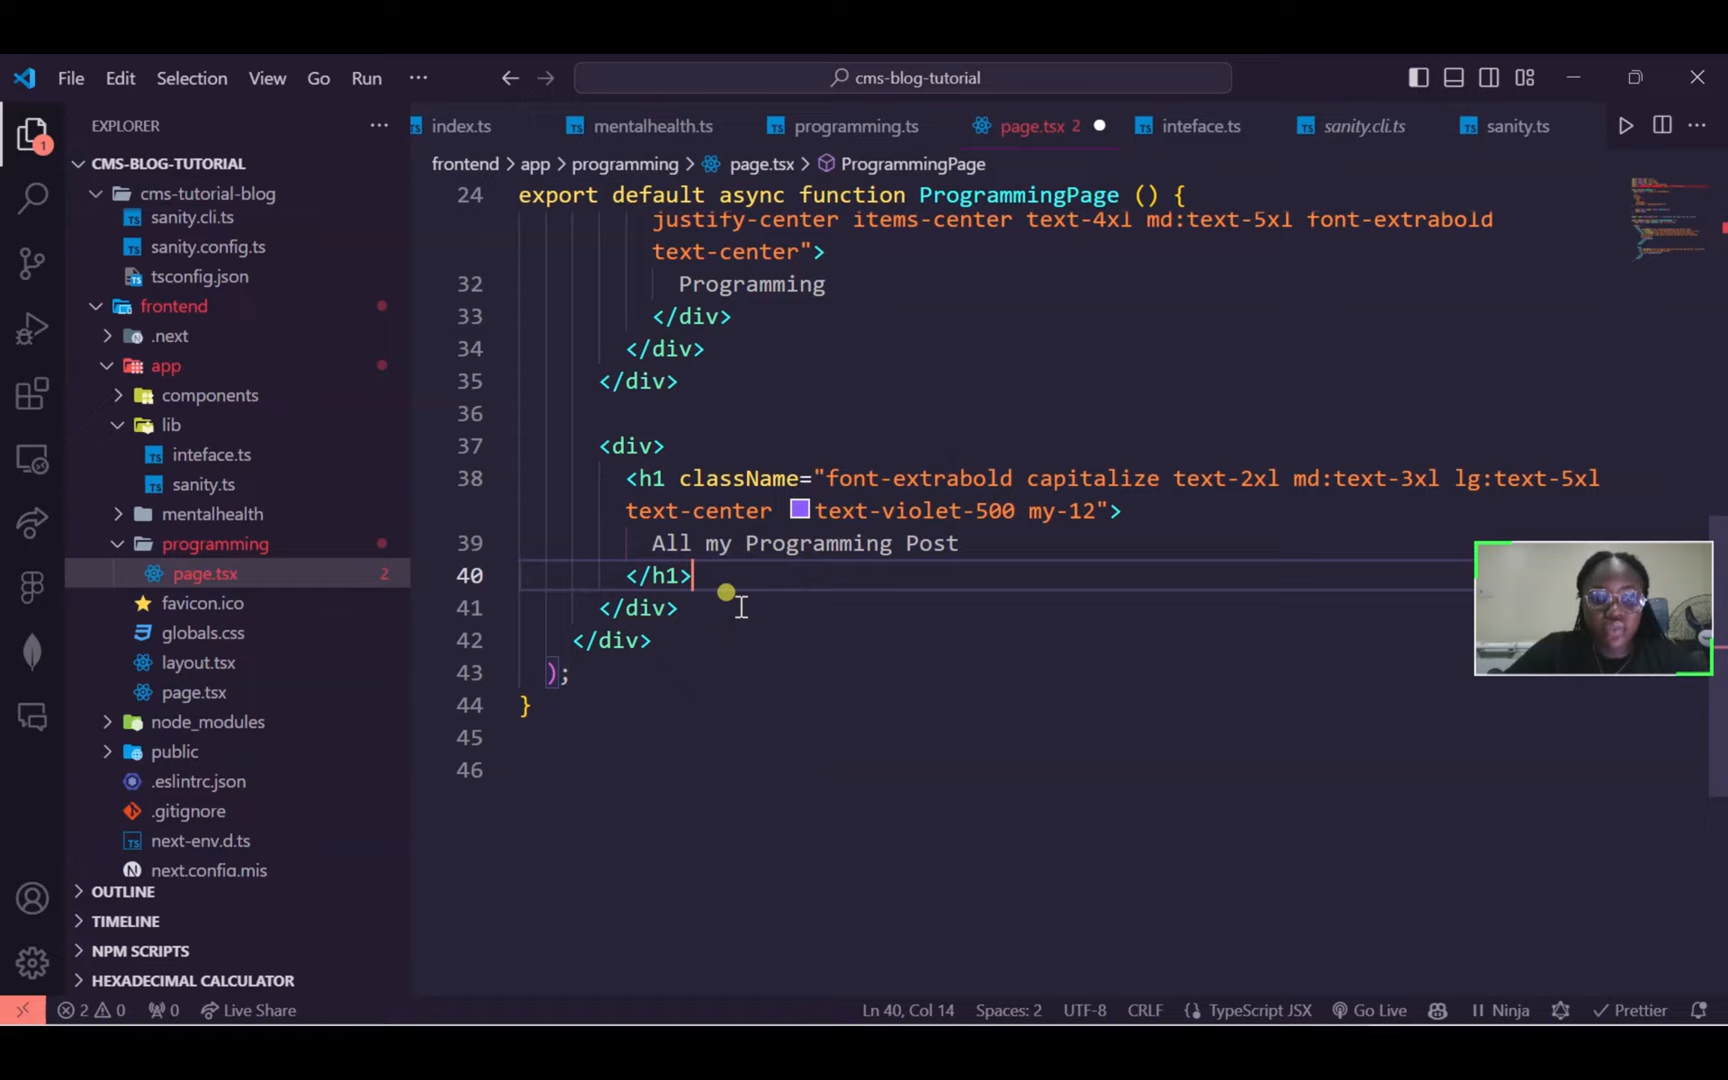 File Edit Selection View Go Run ··· cms-blog-tutorial
EXPLORER ···
index.ts mentalhealth.ts programming.ts page.tsx 2 inteface.ts sanity.cli.ts sanity.ts ···
frontend > app > programming > page.tsx > ProgrammingPage
1
CMS-BLOG-TUTORIAL
cms-tutorial-blog
sanity.cli.ts
sanity.config.ts
tsconfig.json
frontend
.next
app
components
lib
inteface.ts
sanity.ts
mentalhealth
programming
page.tsx 2
favicon.ico
globals.css
layout.tsx
page.tsx
node_modules
public
.eslintrc.json
.gitignore
next-env.d.ts
next.config.mjs
OUTLINE
TIMELINE
NPM SCRIPTS
HEXADECIMAL CALCULATOR
24 export default async function ProgrammingPage () {
justify-center items-center text-4xl md:text-5xl font-extrabold
text-center">
32 Programming
33 </div>
34 </div>
35 </div>
36
37 <div>
38 <h1 className="font-extrabold capitalize text-2xl md:text-3xl lg:text-5xl
text-center text-violet-500 my-12">
39 All my Programming Post
40 </h1>
41 </div>
42 </div>
43 );
44 }
45
46
2 0 0 Live Share Ln 40, Col 14 Spaces: 2 UTF-8 CRLF {} TypeScript JSX Go Live Ninja Prettier